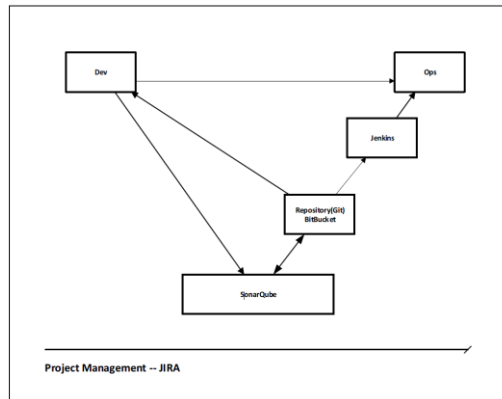 Dev
Ops
Jenkins
Repository(Git)
BitBucket
SonarQube
Project Management -- JIRA